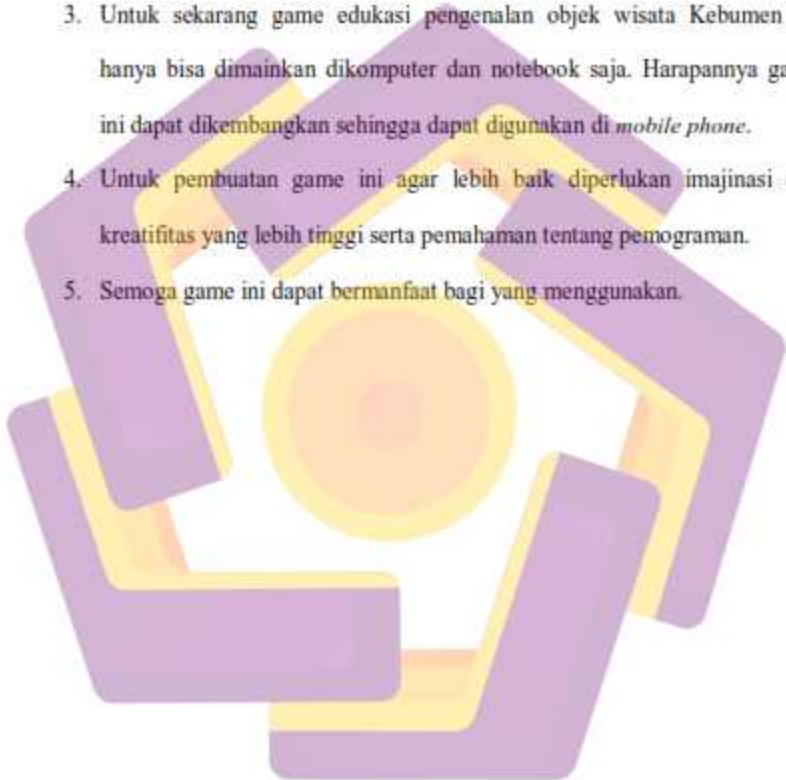 3. Untuk sekarang game edukasi pengenalan objek wisata Kebumen
hanya bisa dimainkan dikomputer dan notebook saja. Harapannya ga
ini dapat dikembangkan sehingga dapat digunakan di mobile phone.
4. Untuk pembuatan game ini agar lebih baik diperlukan imajinasi
kreatifitas yang lebih tinggi serta pemahaman tentang pemograman.
5. Semoga game ini dapat bermanfaat bagi yang menggunakan.